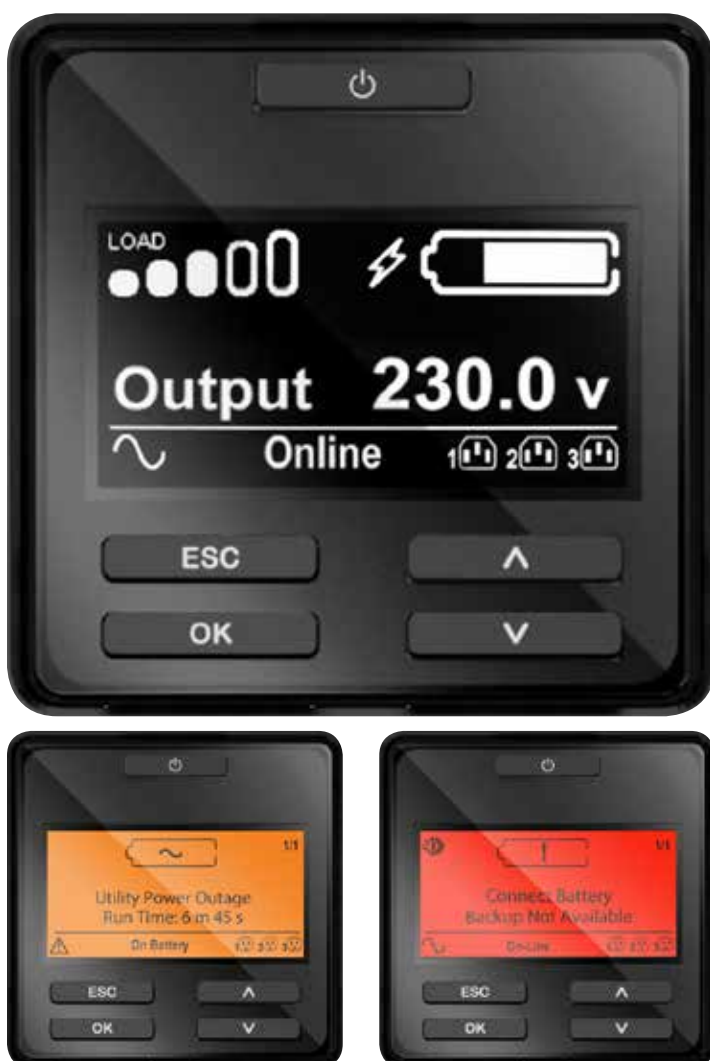 LOAD
Output 230.0 v
Online 1 2 3
ESC
OK
1/1
Utility Power Outage
Run Time: 6 m 45 s
On Battery
ESC
OK
1/1
Connect Battery
Backup Not Available
On-Line
ESC
OK